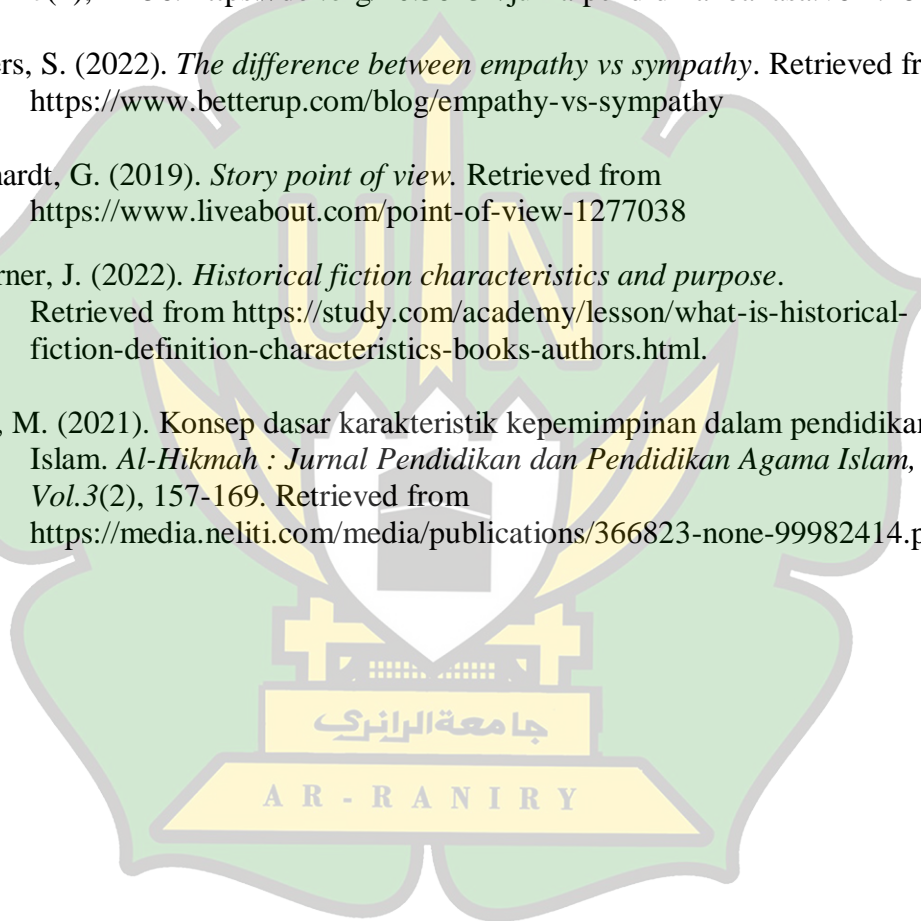 ers, S. (2022). The difference between empathy vs sympathy. Retrieved fr
https://www.betterup.com/blog/empathy-vs-sympathy
ardt, G. (2019). Story point of view. Retrieved from
https://www.liveabout.com/point-of-view-1277038
rner, J. (2022). Historical fiction characteristics and purpose.
Retrieved from https://study.com/academy/lesson/what-is-historical-
fiction-definition-characteristics-books-authors.html.
, M. (2021). Konsep dasar karakteristik kepemimpinan dalam pendidikan
Islam. Al-Hikmah : Jurnal Pendidikan dan Pendidikan Agama Islam,
Vol.3(2), 157-169. Retrieved from
https://media.neliti.com/media/publications/366823-none-99982414.p
UIN
جامعةالرانري
AR-RANIRY